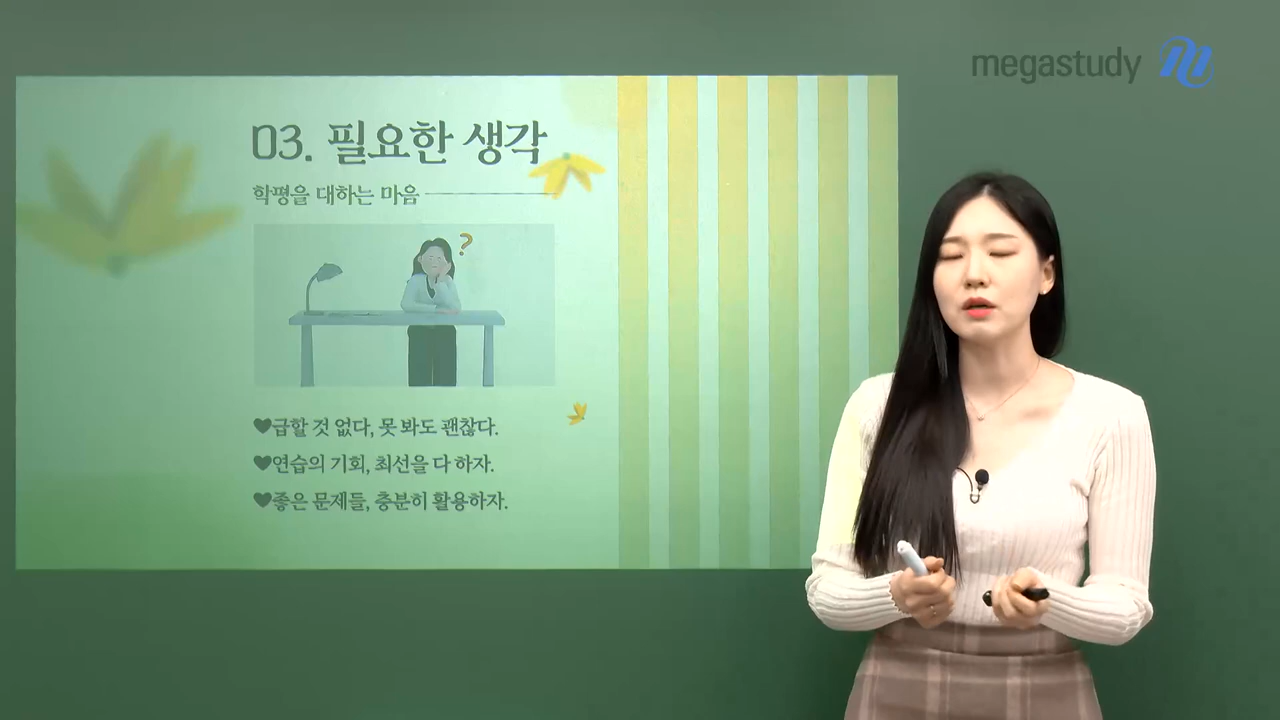 megastudy
03. 필요한 생각
학평을 대하는 마음
?
♥급할 것 없다, 못 봐도 괜찮다.
♥연습의 기회, 최선을 다 하자.
♥좋은 문제들, 충분히 활용하자.